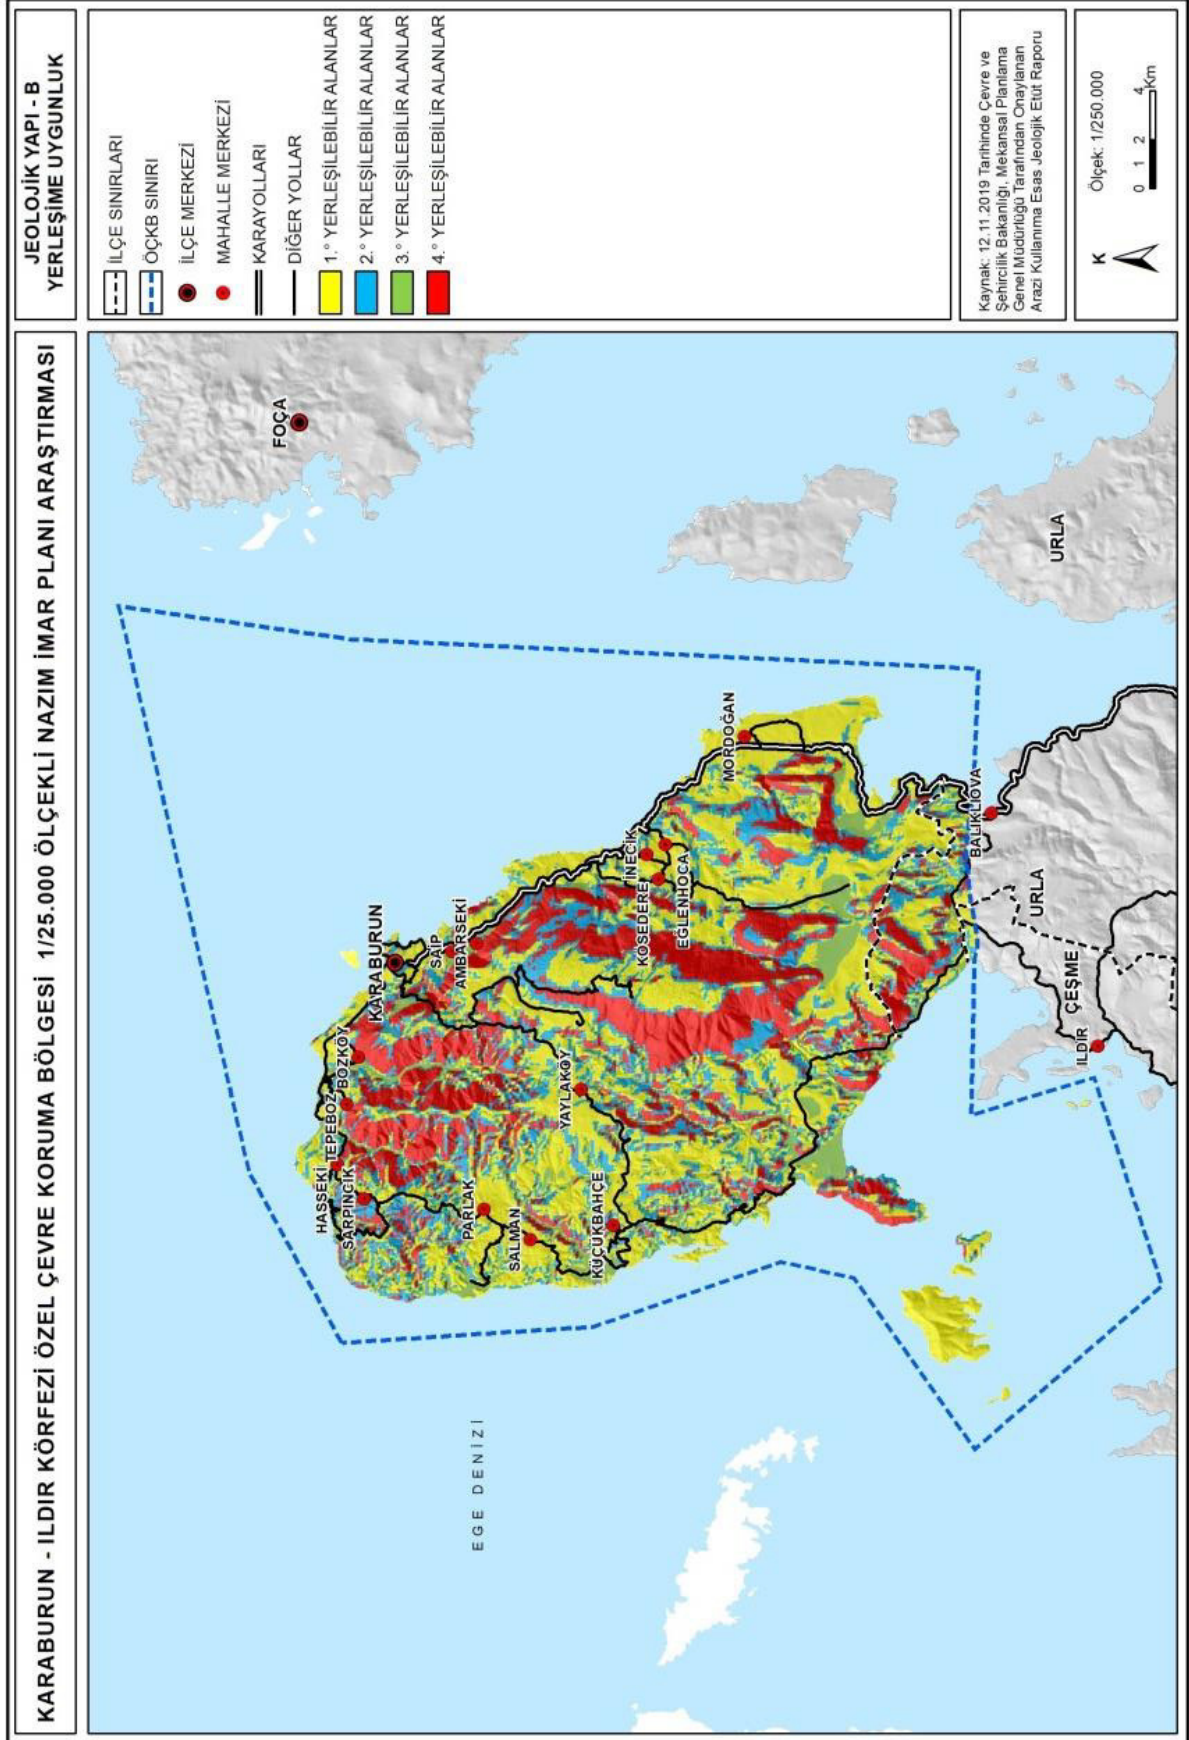 KARABURUN - ILDIR KÖRFEZİ ÖZEL ÇEVRE KORUMA BÖLGESİ 1/25.000 ÖLÇEKLİ NAZIM İMAR PLANI ARAŞTIRMASI
JEOLOJİK YAPI - B
YERLEŞİME UYGUNLUK
İLÇE SINIRLARI
ÖÇKB SINIRI
İLÇE MERKEZİ
MAHALLE MERKEZİ
KARAYOLLARI
DİĞER YOLLAR
1.° YERLEŞİLEBİLİR ALANLAR
2.° YERLEŞİLEBİLİR ALANLAR
3.° YERLEŞİLEBİLİR ALANLAR
4.° YERLEŞİLEBİLİR ALANLAR
Kaynak: 12.11.2019 Tarihinde Çevre ve
Şehircilik Bakanlığı, Mekansal Planlama
Genel Müdürlüğü Tarafından Onaylanan
Arazi Kullanıma Esas Jeolojik Etüt Raporu
K
Ölçek: 1/250.000
0 1 2 4
Km
FOÇA
KARABURUN
SAİP
AMBARSEKİ
BOZKÖY
TEPEBOZ
HASSEKİ
SARPINCIK
PARLAK
SALMAN
YAYLAKÖY
KÜÇÜKBAHÇE
İNECİK
KÖSEDERE
EĞLENHOCA
MORDOĞAN
BALIKLIOVA
URLA
URLA
ÇEŞME
ILDIR
EGE DENİZİ